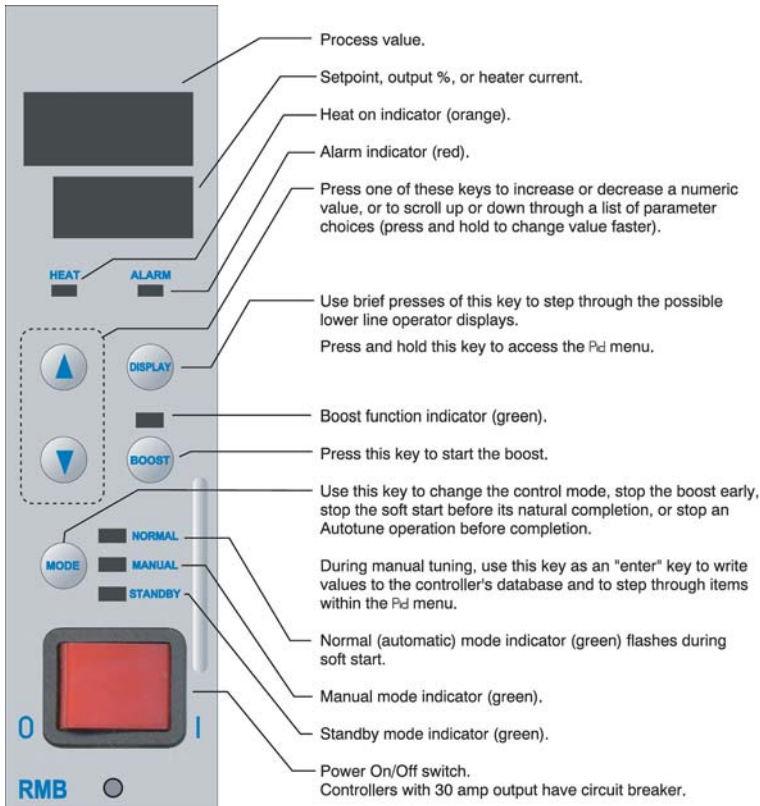 Process value.
Setpoint, output %, or heater current.
Heat on indicator (orange).
Alarm indicator (red).
Press one of these keys to increase or decrease a numeric
value, or to scroll up or down through a list of parameter
choices (press and hold to change value faster).
HEAT ALARM
Use brief presses of this key to step through the possible
lower line operator displays.
DISPLAY
Press and hold this key to access the Pid menu.
Boost function indicator (green).
BOOST
Press this key to start the boost.
Use this key to change the control mode, stop the boost early,
stop the soft start before its natural completion, or stop an
Autotune operation before completion.
NORMAL
MODE
MANUAL
STANDBY
During manual tuning, use this key as an "enter" key to write
values to the controller's database and to step through items
within the Pid menu.
Normal (automatic) mode indicator (green) flashes during
soft start.
Manual mode indicator (green).
O I
Standby mode indicator (green).
Power On/Off switch.
Controllers with 30 amp output have circuit breaker.
RMB